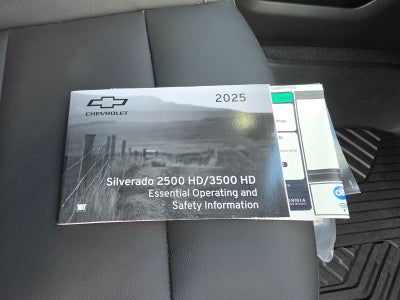 2025
CHEVROLET
Silverado 2500 HD/3500 HD
Essential Operating and
Safety Information